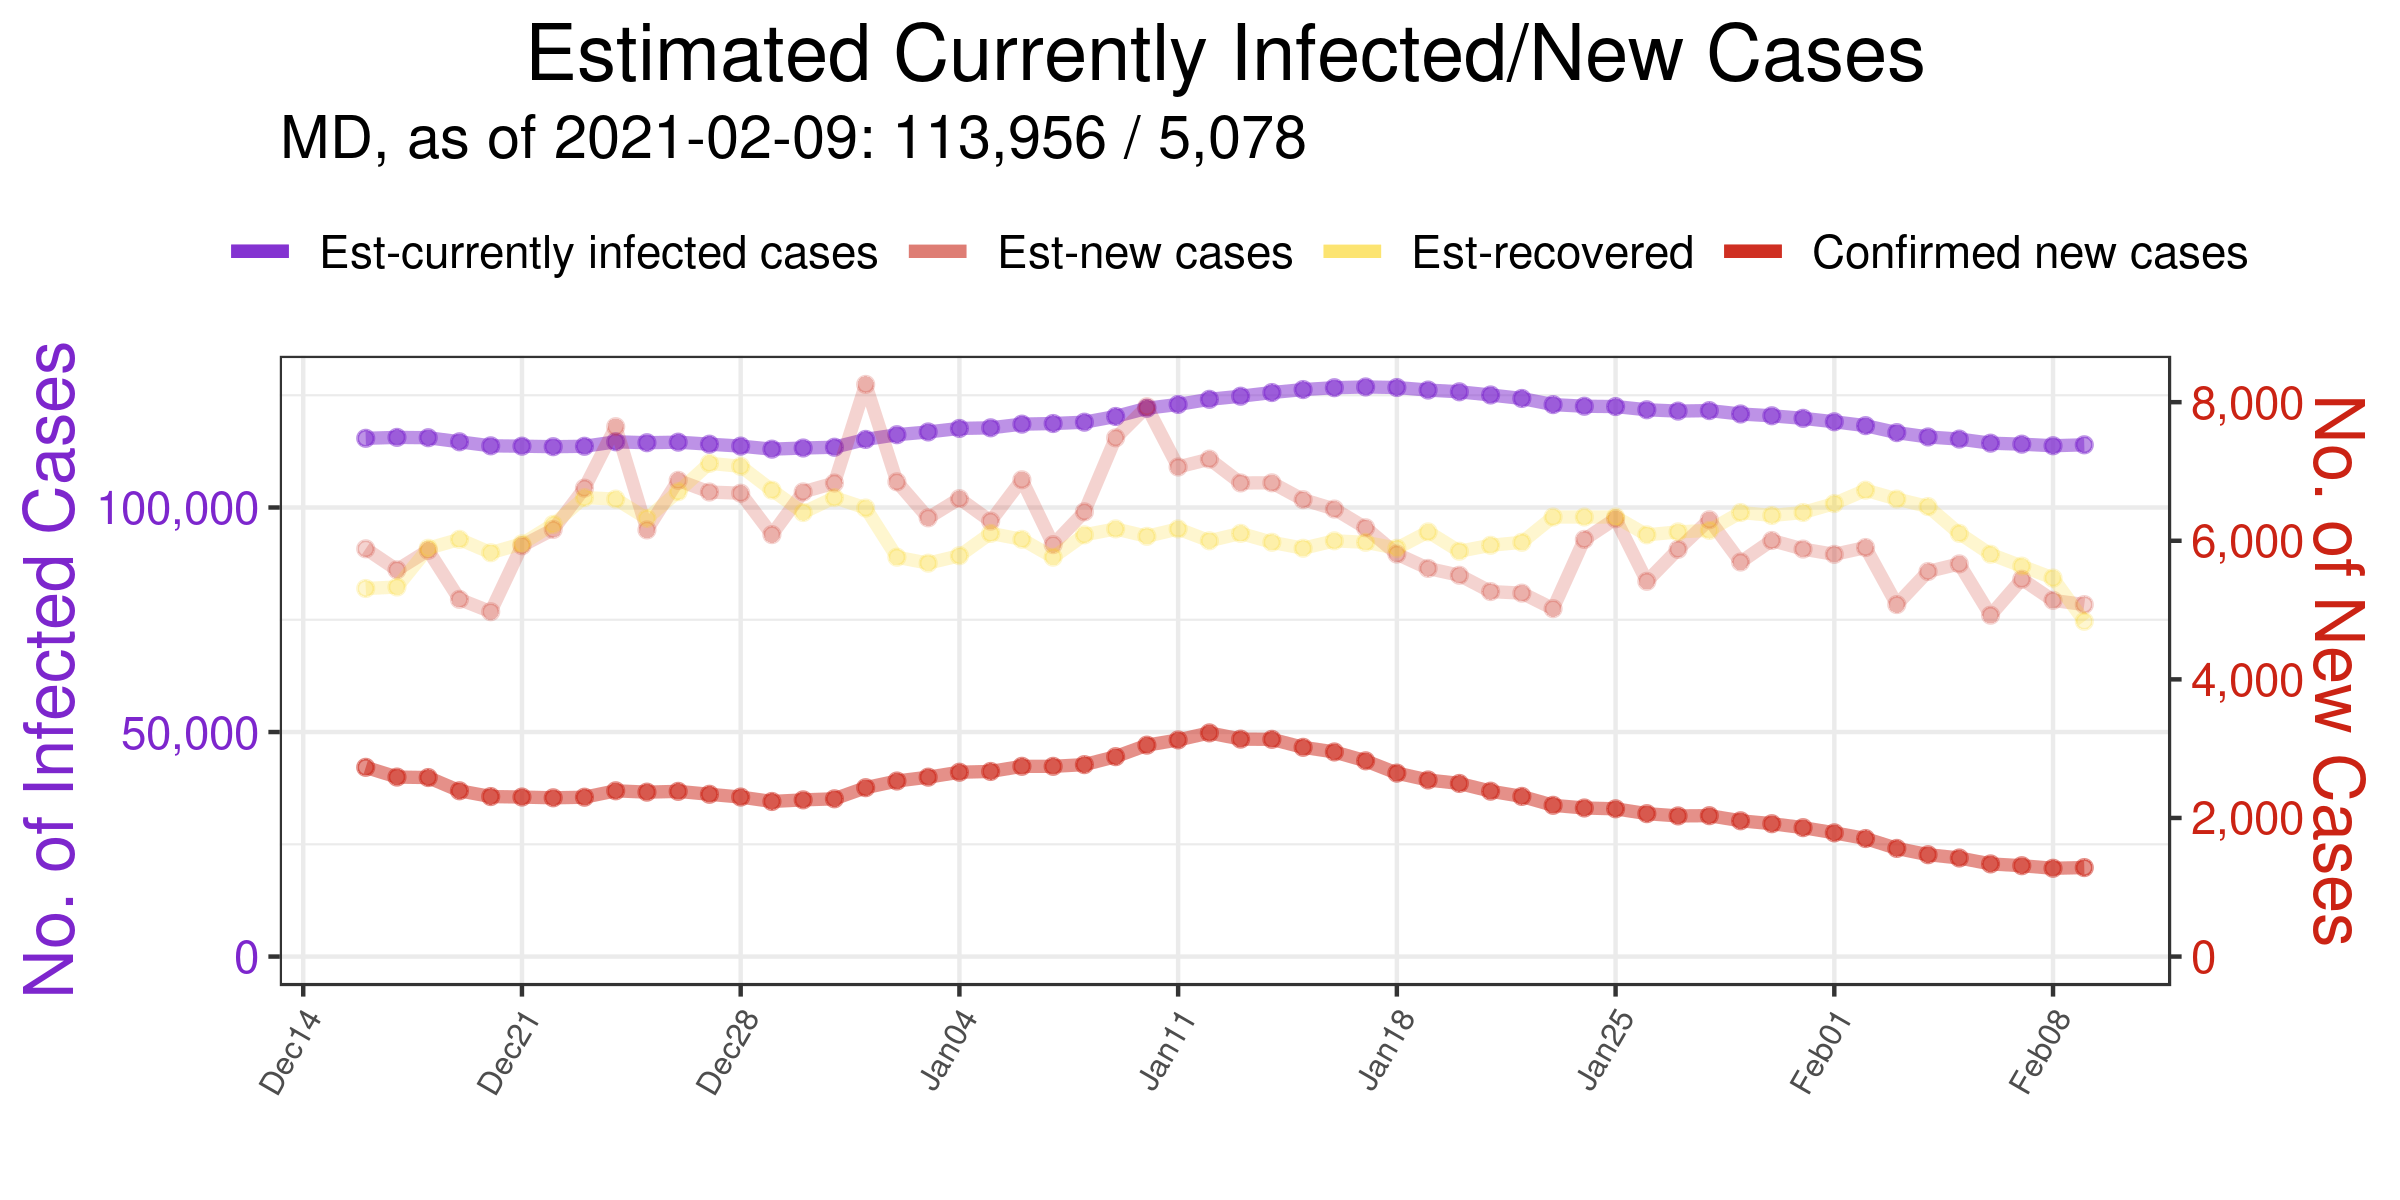 Estimated Currently Infected/New Cases
MD, as of 2021-02-09: 113,956 / 5,078
Est-currently infected cases Est-new cases Est-recovered Confirmed new cases
No. of Infected Cases
100,000
50,000
0
8,000
6,000
4,000
2,000
0
No. of New Cases
Dec14 Dec21 Dec28 Jan04 Jan11 Jan18 Jan25 Feb01 Feb08